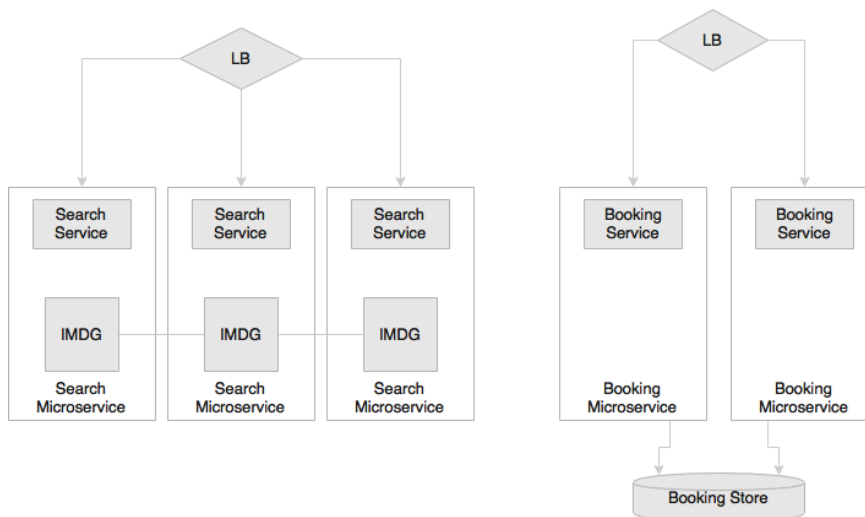 LB
LB
Search
Service
Search
Service
Search
Service
Booking
Service
Booking
Service
IMDG
IMDG
IMDG
Search
Microservice
Search
Microservice
Search
Microservice
Booking
Microservice
Booking
Microservice
Booking Store